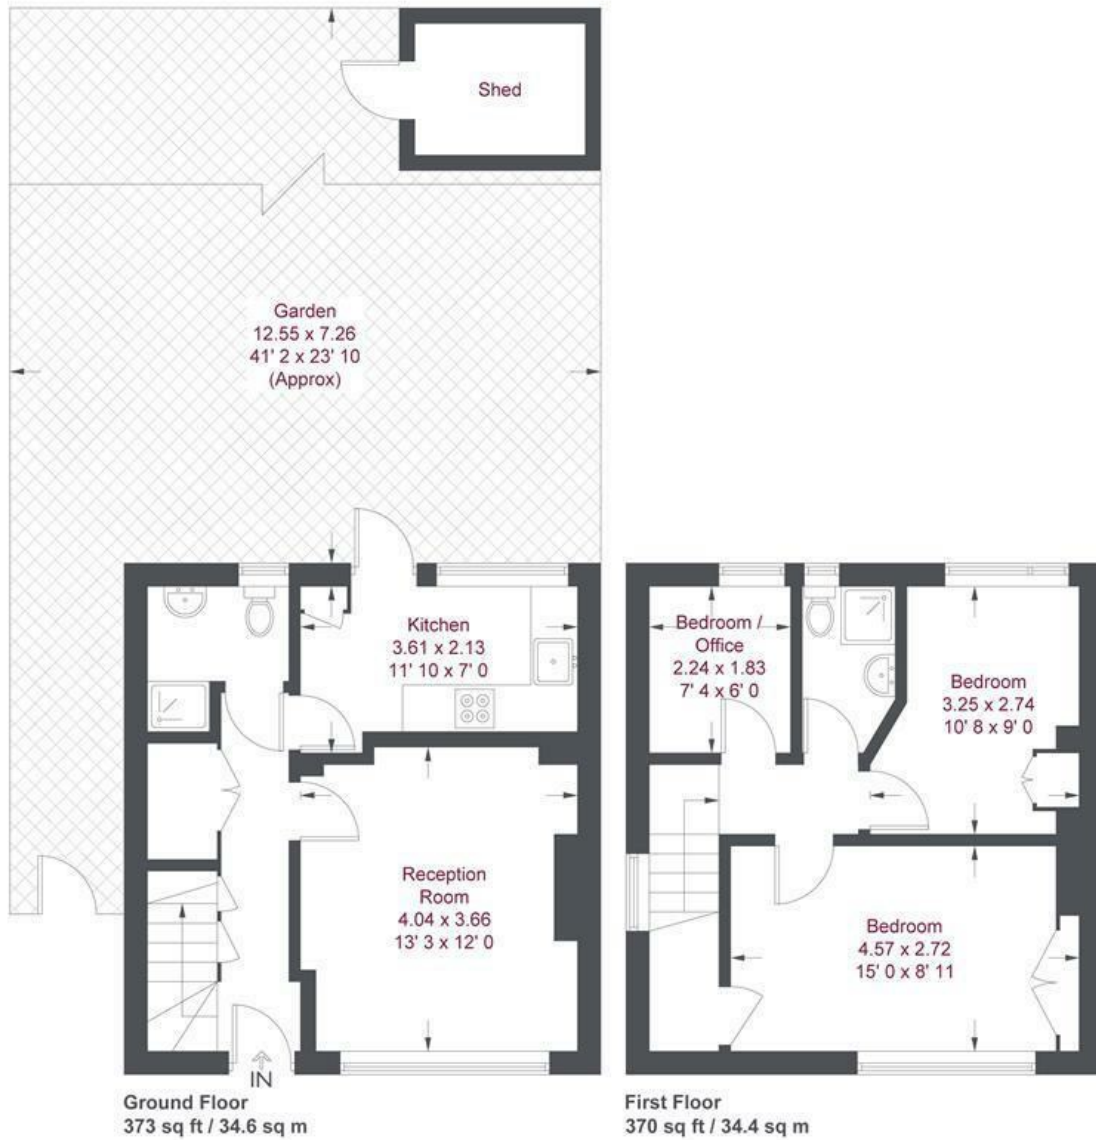 Shed
Garden
12.55 x 7.26
41' 2 x 23' 10
(Approx)
Kitchen
3.61 x 2.13
11' 10 x 7' 0
Reception
Room
4.04 x 3.66
13' 3 x 12' 0
IN
Ground Floor
373 sq ft / 34.6 sq m
Bedroom /
Office
2.24 x 1.83
7' 4 x 6' 0
Bedroom
3.25 x 2.74
10' 8 x 9' 0
Bedroom
4.57 x 2.72
15' 0 x 8' 11
First Floor
370 sq ft / 34.4 sq m